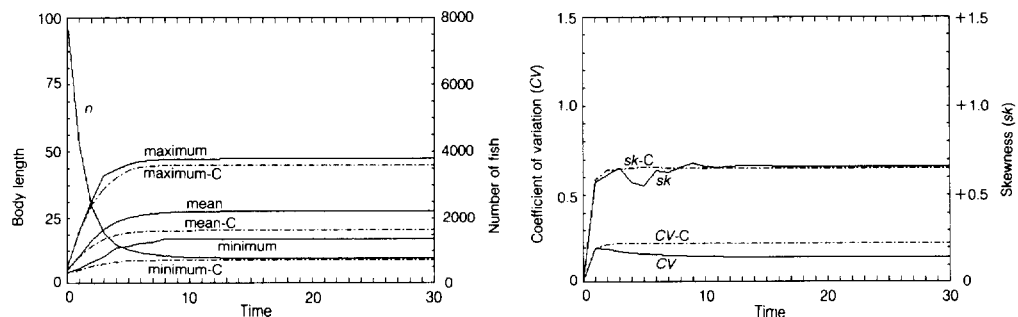 100
75
50
25
0
Body length
n
maximum
maximum-C
mean
mean-C
minimum
minimum-C
8000
6000
4000
2000
0
Number of fish
0
10
20
30
Time
1.5
1.0
0.5
0.0
Coefficient of variation (CV)
sk-C
sk
CV-C
CV
+1.5
+1.0
+0.5
0.0
Skewness (sk)
0
10
20
30
Time